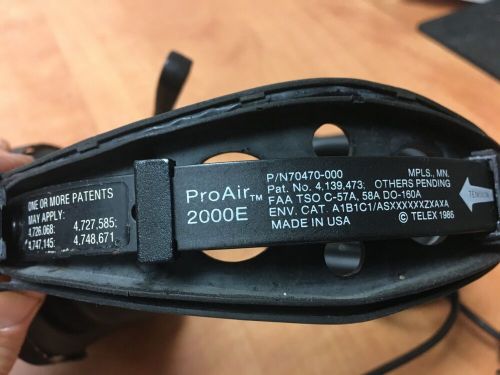 ONE OR MORE PATENTS
MAY APPLY:
4.726.068: 4.727.585:
4.747.145: 4.748.671.
ProAir™
2000E
P/N70470-000 MPLS, MN.
Pat. No. 4,139,473. OTHERS PENDING
FAA TSO C-57A, 58A DO-160A
ENV. CAT. A1B1C1/ASXXXXXXZXAXA
MADE IN USA © TELEX 1986
TENSION